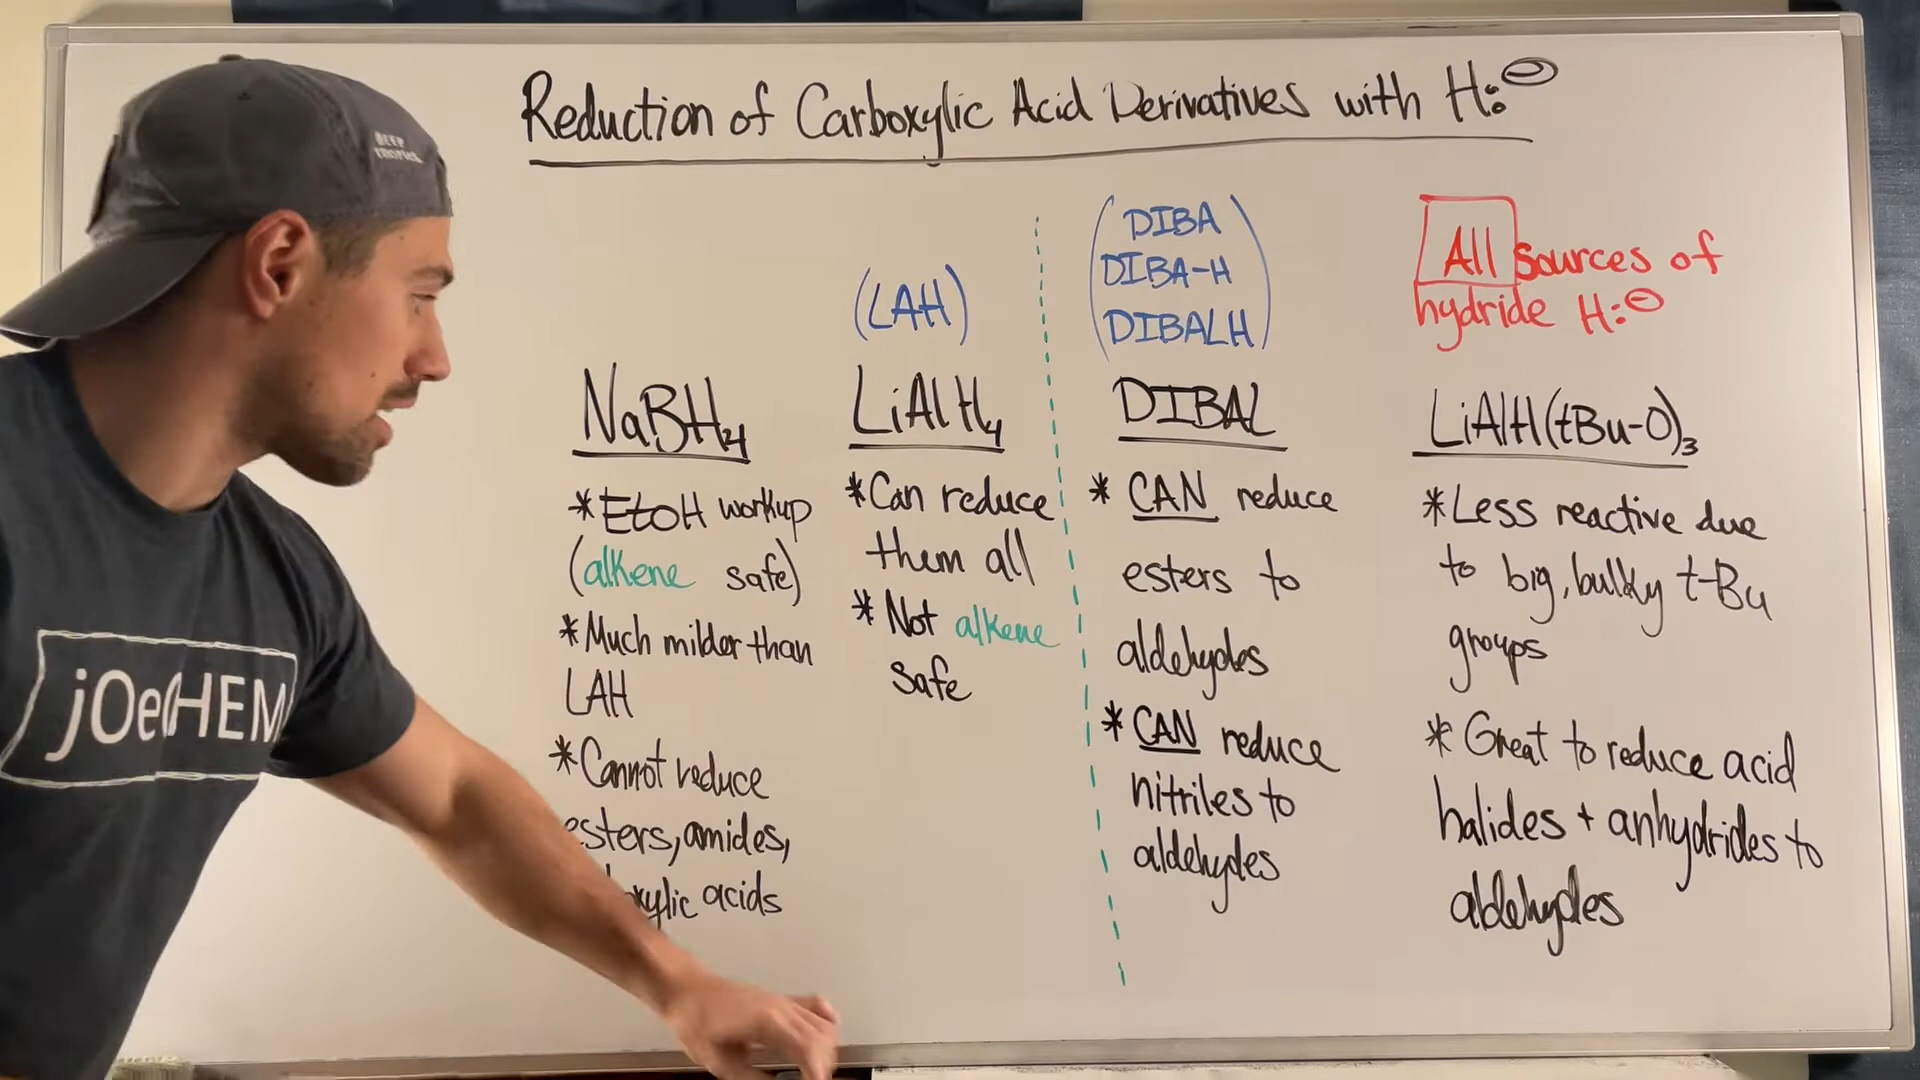 Reduction of Carboxylic Acid Derivatives with H:⊖
(LAH)
(DIBA
DIBA-H
DIBALH)
All sources of
hydride H:⊖
NaBH4
*EtOH workup
(alkene safe)
*Much milder than
LAH
*Cannot reduce
esters, amides,
acids
LiAlH4
*Can reduce
them all
*Not alkene
safe
DIBAL
* CAN reduce
esters to
aldehydes
* CAN reduce
nitriles to
aldehydes
LiAlH(tBu-O)3
*Less reactive due
to big, bulky t-Bu
groups
* Great to reduce acid
halides + anhydrides to
aldehydes
jOeCHEM